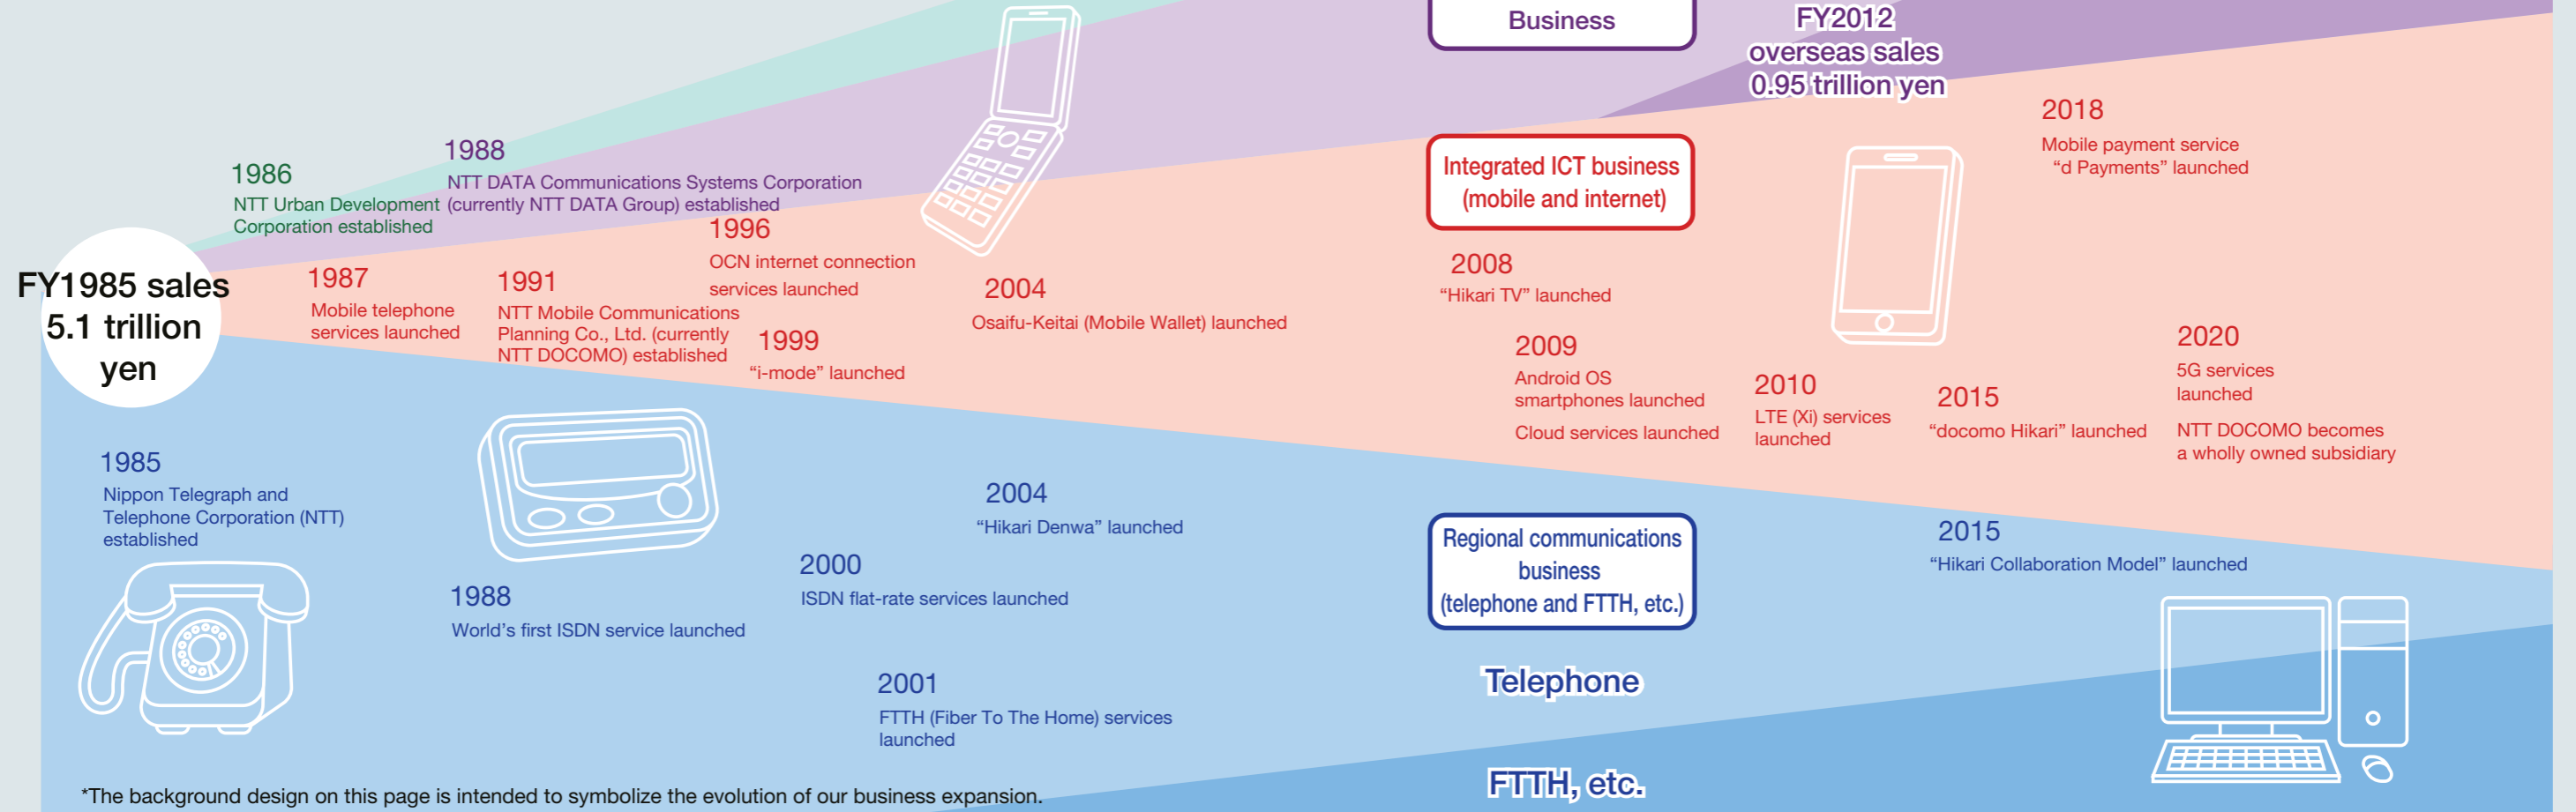 Business
FY2012
overseas sales
0.95 trillion yen
1986
NTT Urban Development
Corporation established
1988
NTT DATA Communications Systems Corporation
(currently NTT DATA Group) established
2018
Mobile payment service
“d Payments” launched
Integrated ICT business
(mobile and internet)
FY1985 sales
5.1 trillion
yen
1987
Mobile telephone
services launched
1991
NTT Mobile Communications
Planning Co., Ltd. (currently
NTT DOCOMO) established
1996
OCN internet connection
services launched
1999
“i-mode” launched
2004
Osaifu-Keitai (Mobile Wallet) launched
2008
“Hikari TV” launched
2009
Android OS
smartphones launched
Cloud services launched
2010
LTE (Xi) services
launched
2015
“docomo Hikari” launched
2020
5G services
launched
NTT DOCOMO becomes
a wholly owned subsidiary
1985
Nippon Telegraph and
Telephone Corporation (NTT)
established
1988
World’s first ISDN service launched
2000
ISDN flat-rate services launched
2004
“Hikari Denwa” launched
2001
FTTH (Fiber To The Home) services
launched
Regional communications
business
(telephone and FTTH, etc.)
2015
“Hikari Collaboration Model” launched
Telephone
FTTH, etc.
*The background design on this page is intended to symbolize the evolution of our business expansion.